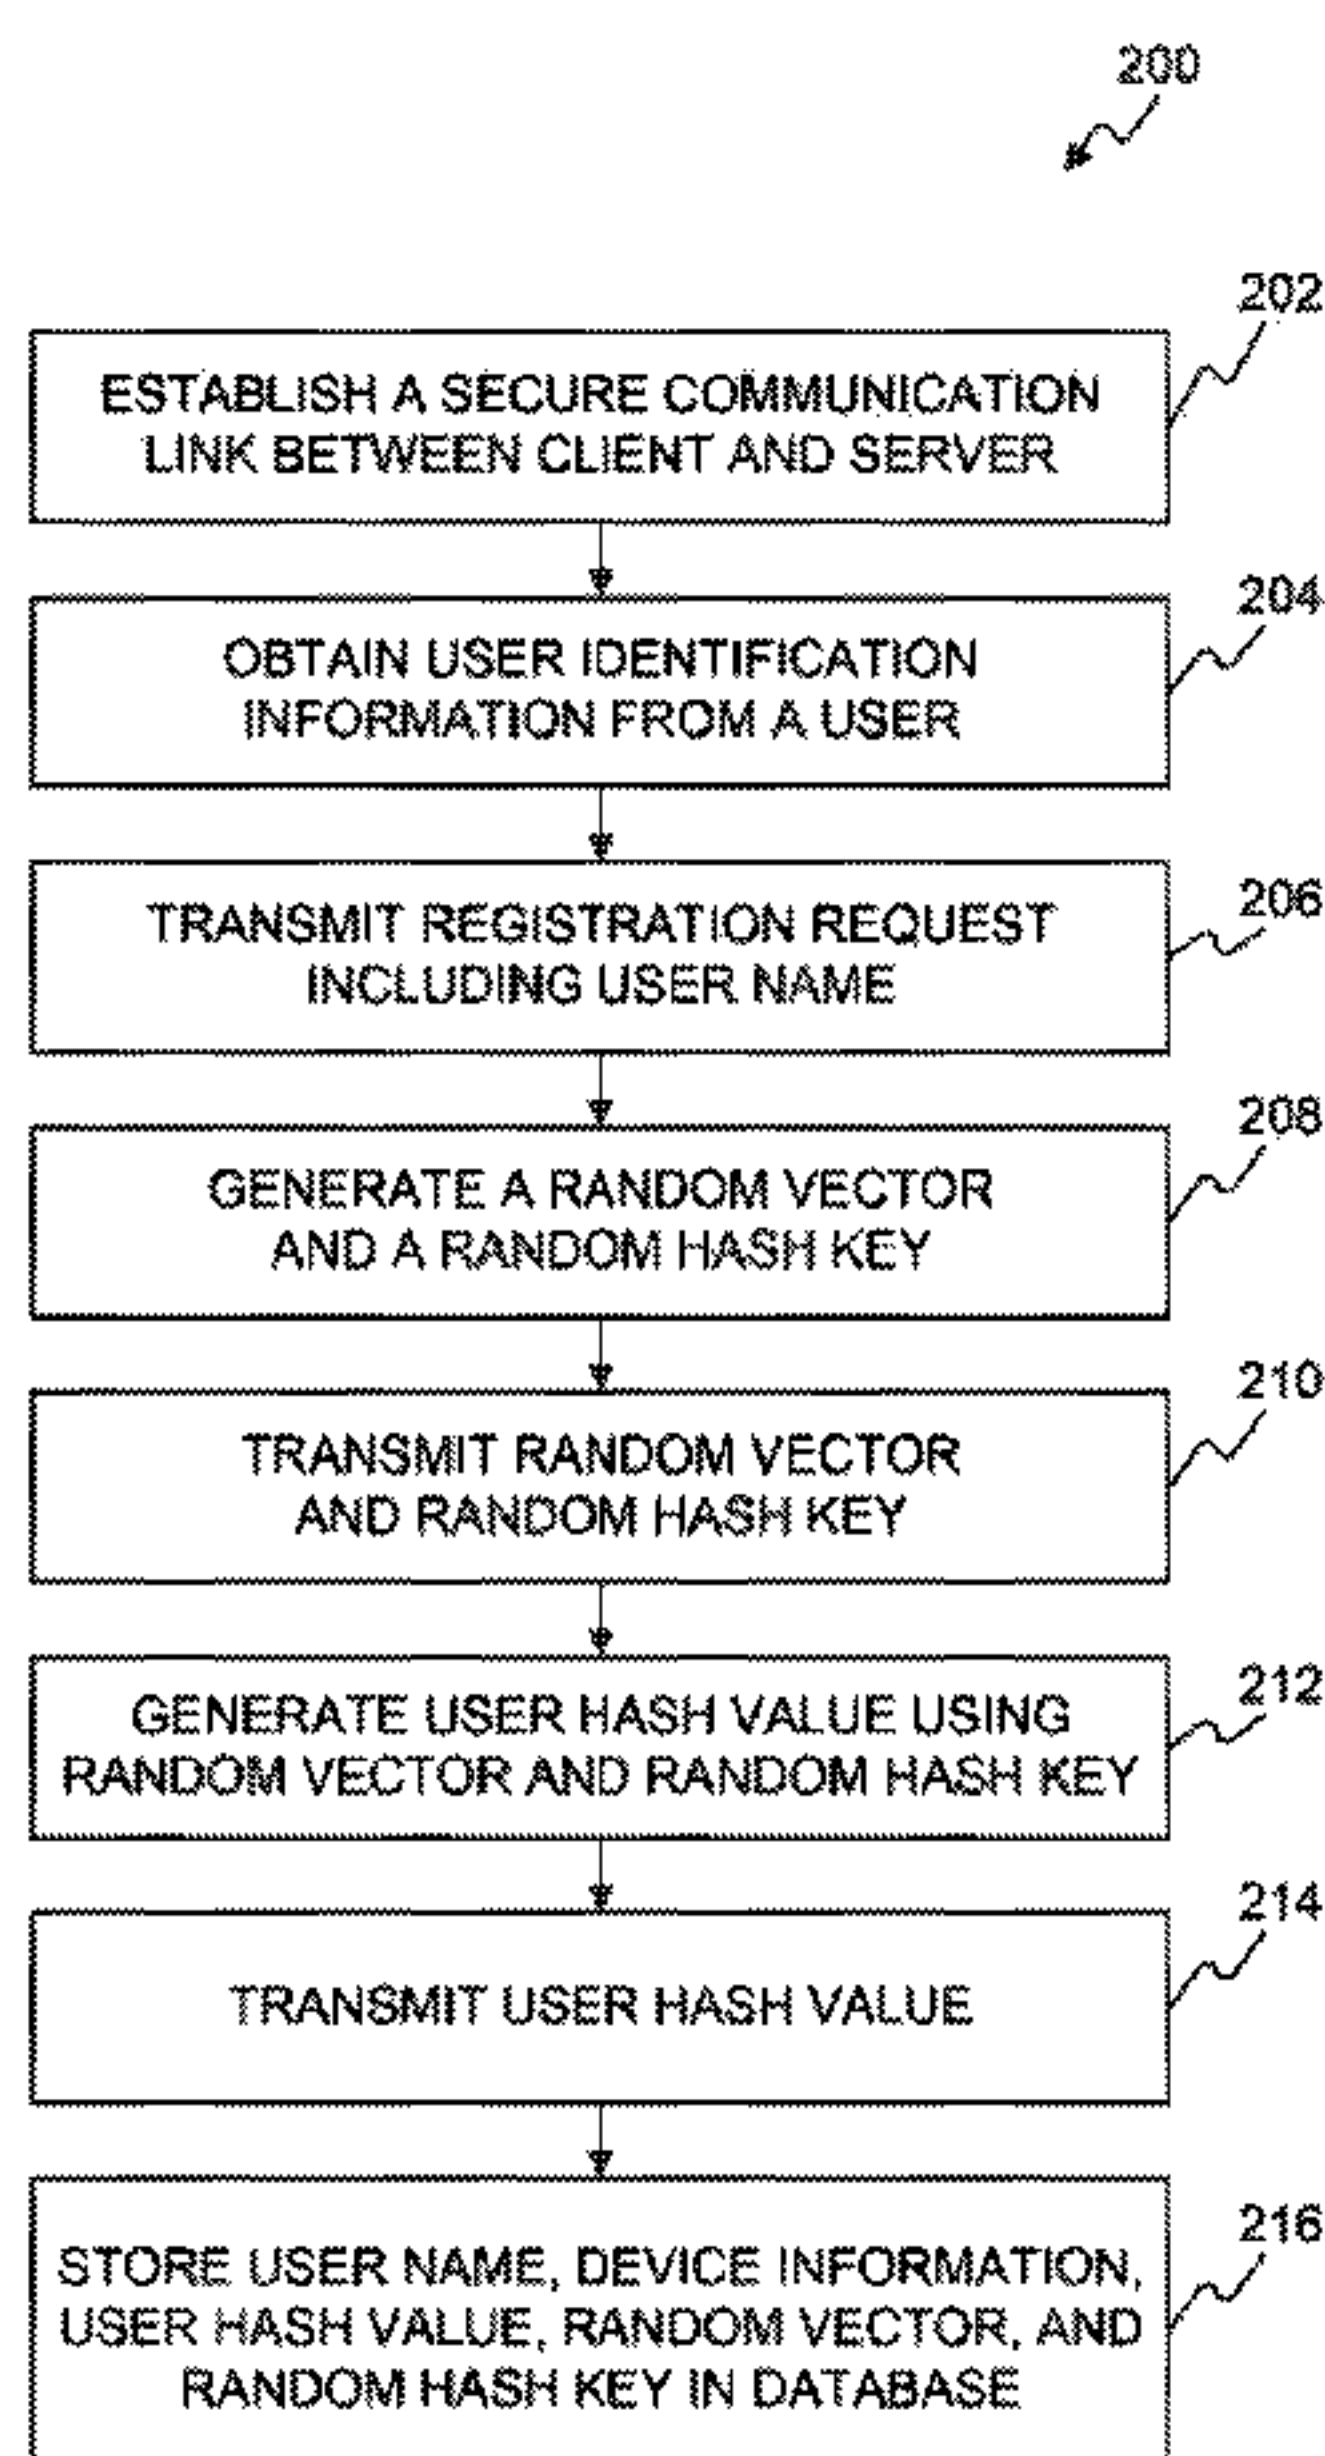 200
202
ESTABLISH A SECURE COMMUNICATION
LINK BETWEEN CLIENT AND SERVER
204
OBTAIN USER IDENTIFICATION
INFORMATION FROM A USER
206
TRANSMIT REGISTRATION REQUEST
INCLUDING USER NAME
208
GENERATE A RANDOM VECTOR
AND A RANDOM HASH KEY
210
TRANSMIT RANDOM VECTOR
AND RANDOM HASH KEY
212
GENERATE USER HASH VALUE USING
RANDOM VECTOR AND RANDOM HASH KEY
214
TRANSMIT USER HASH VALUE
216
STORE USER NAME, DEVICE INFORMATION,
USER HASH VALUE, RANDOM VECTOR, AND
RANDOM HASH KEY IN DATABASE